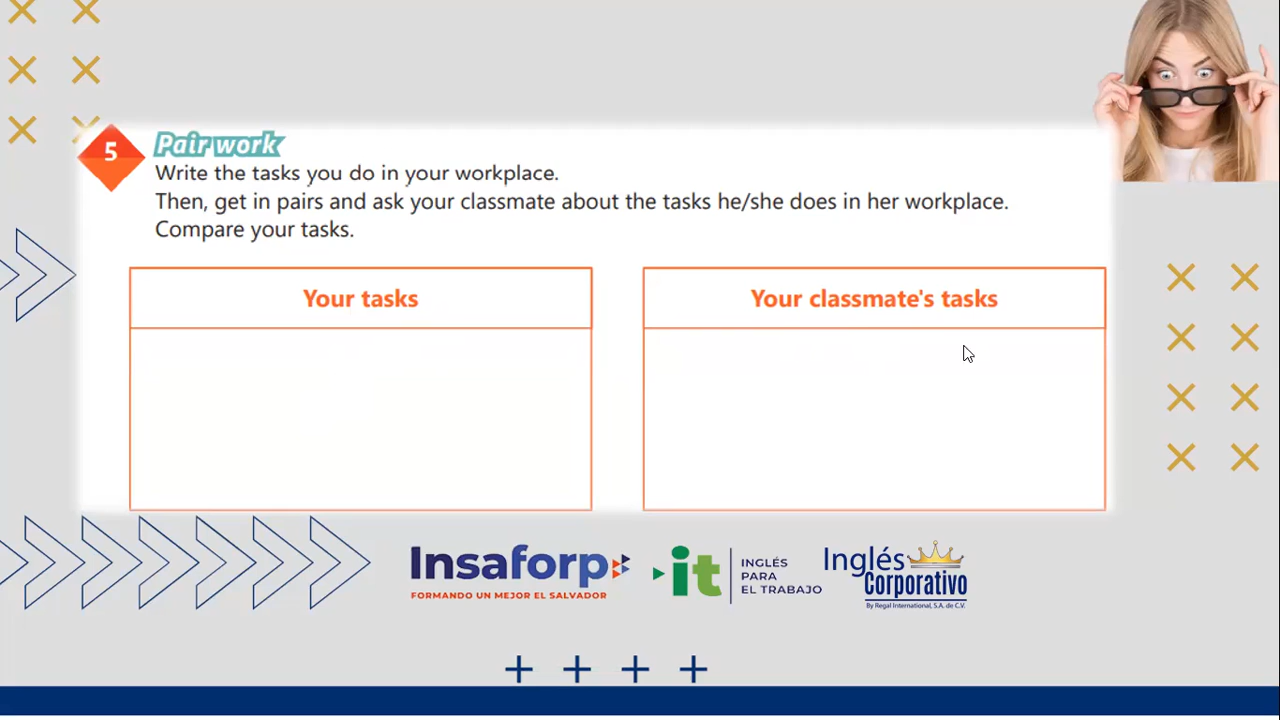 5
Pair work
Write the tasks you do in your workplace.
Then, get in pairs and ask your classmate about the tasks he/she does in her workplace.
Compare your tasks.
Your tasks
Your classmate's tasks
Insaforp
FORMANDO UN MEJOR EL SALVADOR
it
INGLÉS
PARA
EL TRABAJO
Inglés
Corporativo
By Regal International, S.A. de C.V.